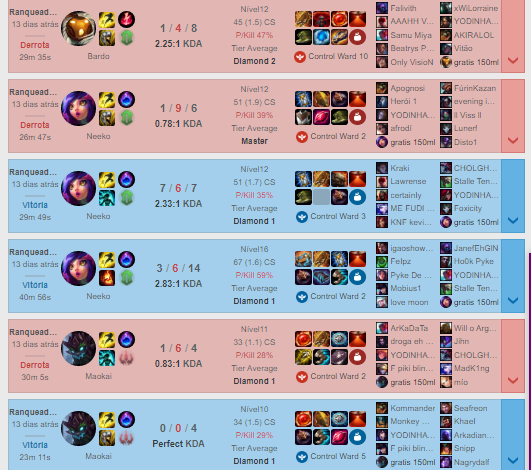 Ranquead...
13 dias atrás
Derrota
29m 35s
Bardo
1 / 4 / 8
2.25:1 KDA
Nível12
45 (1.5) CS
P/Kill 47%
Tier Average
Diamond 2
Control Ward 10
Falivith
AAAHH V...
Samu Miya
Beatrys P...
Only VisioN
xWiLorraine
YODINHA...
AKIRALOL
Vitão
gratis 150ml
Ranquead...
13 dias atrás
Derrota
26m 47s
Neeko
1 / 9 / 6
0.78:1 KDA
Nível12
51 (1.9) CS
P/Kill 39%
Tier Average
Master
Control Ward 2
Apognosi
Herói 1
YODINHA...
afrodi
gratis 150ml
FúrinKazan
evening i...
ll Viss ll
Disto1
Ranquead...
13 dias atrás
Vitória
29m 49s
Neeko
7 / 6 / 7
2.33:1 KDA
Nível12
51 (1.7) CS
P/Kill 35%
Tier Average
Diamond 1
Control Ward 3
Kraki
Lawrense
certainly
ME FUDI ...
KNF kevi...
CHOLGH...
Stalle Ten...
YODINHA...
Foxicity
gratis 150ml
Ranquead...
13 dias atrás
Vitória
40m 56s
Neeko
3 / 6 / 14
2.83:1 KDA
Nível16
67 (1.6) CS
P/Kill 59%
Tier Average
Diamond 1
Control Ward 2
igaoshow...
Felpz
Pyke De ...
Mobius1
love moon
JanefEhGIN
Ho0k Pyke
YODINHA...
Stalle Ten...
gratis 150ml
Ranquead...
13 dias atrás
Derrota
30m 5s
Maokai
1 / 6 / 4
0.83:1 KDA
Nível11
33 (1.1) CS
P/Kill 28%
Tier Average
Diamond 1
Control Ward 2
ArKaDaTa
droga eh ...
YODINHA...
F piki blin...
gratis 150ml
Will o Arg...
Jihn
CHOLGH...
MadK1ng
mío
Ranquead...
13 dias atrás
Vitória
23m 11s
Maokai
0 / 0 / 4
Perfect KDA
Nível10
34 (1.5) CS
P/Kill 29%
Tier Average
Diamond 1
Control Ward 5
Kommander
Monkey ...
YODINHA...
F piki blin...
gratis 150ml
Seafreon
Khael
Arkadian...
Snipp
Nagrydalf